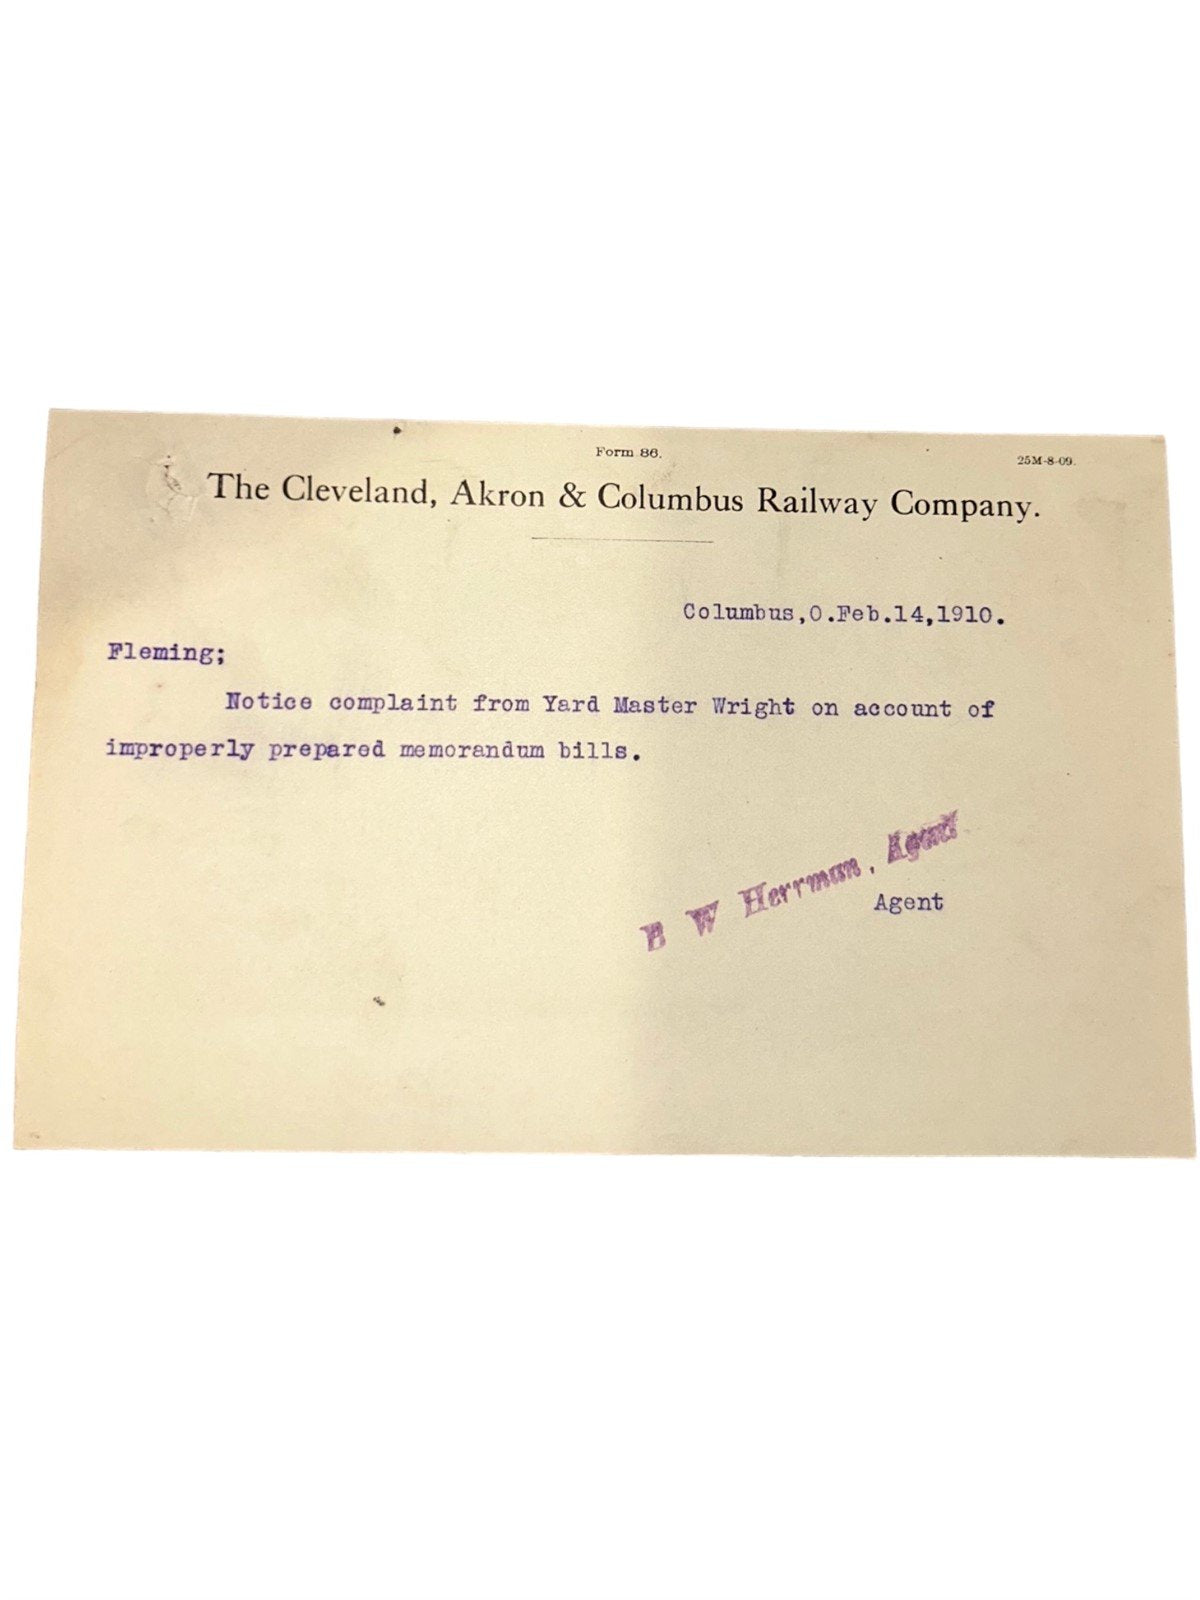 Form 86.
25M-8-09.
The Cleveland, Akron & Columbus Railway Company.
Columbus,O.Feb.14,1910.
Fleming;
Notice complaint from Yard Master Wright on account of
improperly prepared memorandum bills.
B W Herrman, Agent
Agent